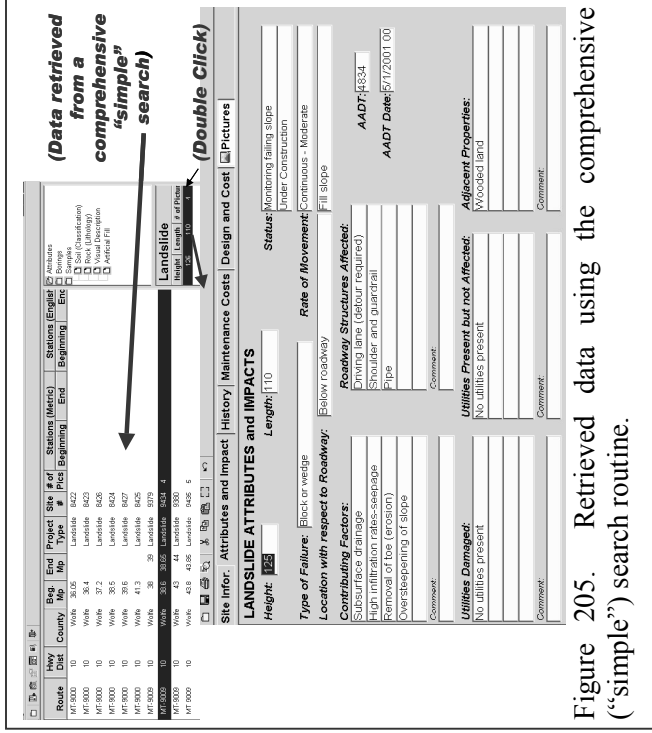 (Data retrieved
from a
comprehensive
“simple”
search)
(Double Click)
Route Hwy Dist County Beg. Mp End Mp Project Type Site # # of Pics Stations (Metric) Beginning End Stations (English Beginning Enc
MT-9000 10 Wolfe 36.05 Landslide 8422
MT-9000 10 Wolfe 36.4 Landslide 8423
MT-9000 10 Wolfe 37.2 Landslide 8426
MT-9000 10 Wolfe 38.5 Landslide 8424
MT-9000 10 Wolfe 39.6 Landslide 8427
MT-9000 10 Wolfe 41.3 Landslide 8425
MT-9009 10 Wolfe 38 39 Landslide 9379
MT-9009 10 Wolfe 38.6 38.65 Landslide 9434 4
MT-9009 10 Wolfe 43 44 Landslide 9380
MT 9000 10 Wolfe 43.8 43.85 Landslide 9435 5
Attributes
Borings
Samples
Soil (Classification)
Rock (Lithology)
Visual Description
Artificial Fill
Landslide
Height Length # of Pictur
125 110 4
Site Infor. Attributes and Impact History Maintenance Costs Design and Cost Pictures
LANDSLIDE ATTRIBUTES and IMPACTS
Height: 125 Length: 110 Status: Monitoring failing slope
Under Construction
Type of Failure: Block or wedge Rate of Movement: Continuous - Moderate
Location with respect to Roadway: Below roadway Fill slope
Contributing Factors:
Subsurface drainage
High infiltration rates-seepage
Removal of toe (erosion)
Oversteepening of slope
Comment:
Roadway Structures Affected:
Driving lane (detour required)
Shoulder and guardrail
Pipe
Comment:
AADT: 4834
AADT Date: 5/1/2001 00
Utilities Damaged:
No utilities present
Comment:
Utilities Present but not Affected:
No utilities present
Comment:
Adjacent Properties:
Wooded land
Comment:
Figure 205. Retrieved data using the comprehensive
(“simple”) search routine.